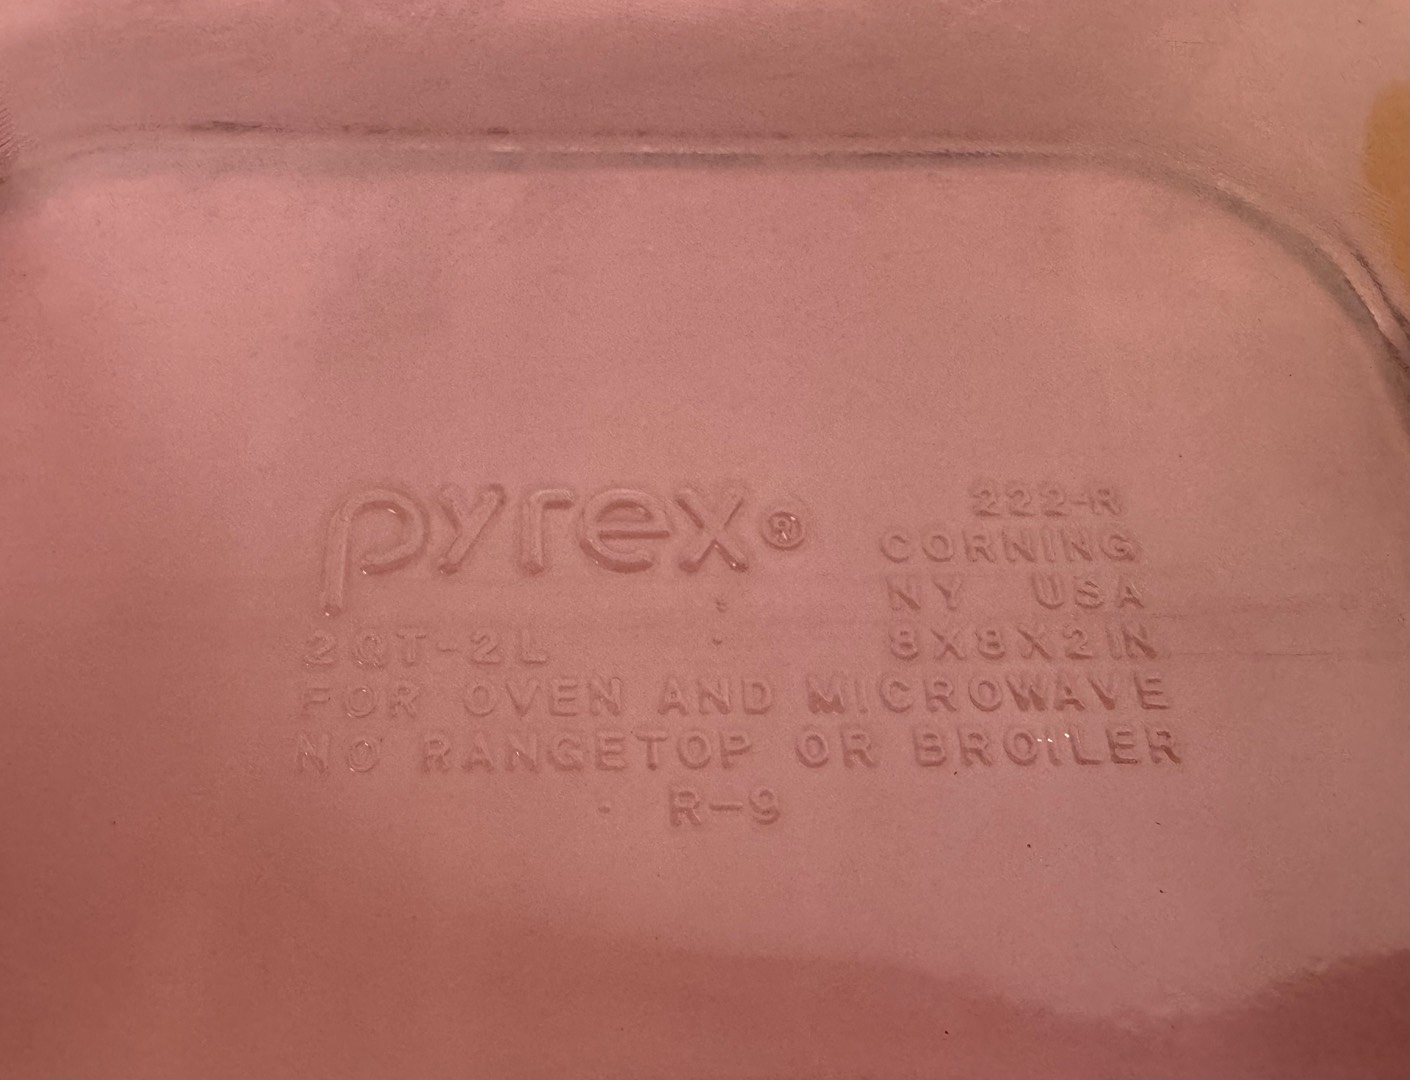 pyrex® 222-R
CORNING
NY USA
2QT-2L 8X8X2IN
FOR OVEN AND MICROWAVE
NO RANGETOP OR BROILER
R-9